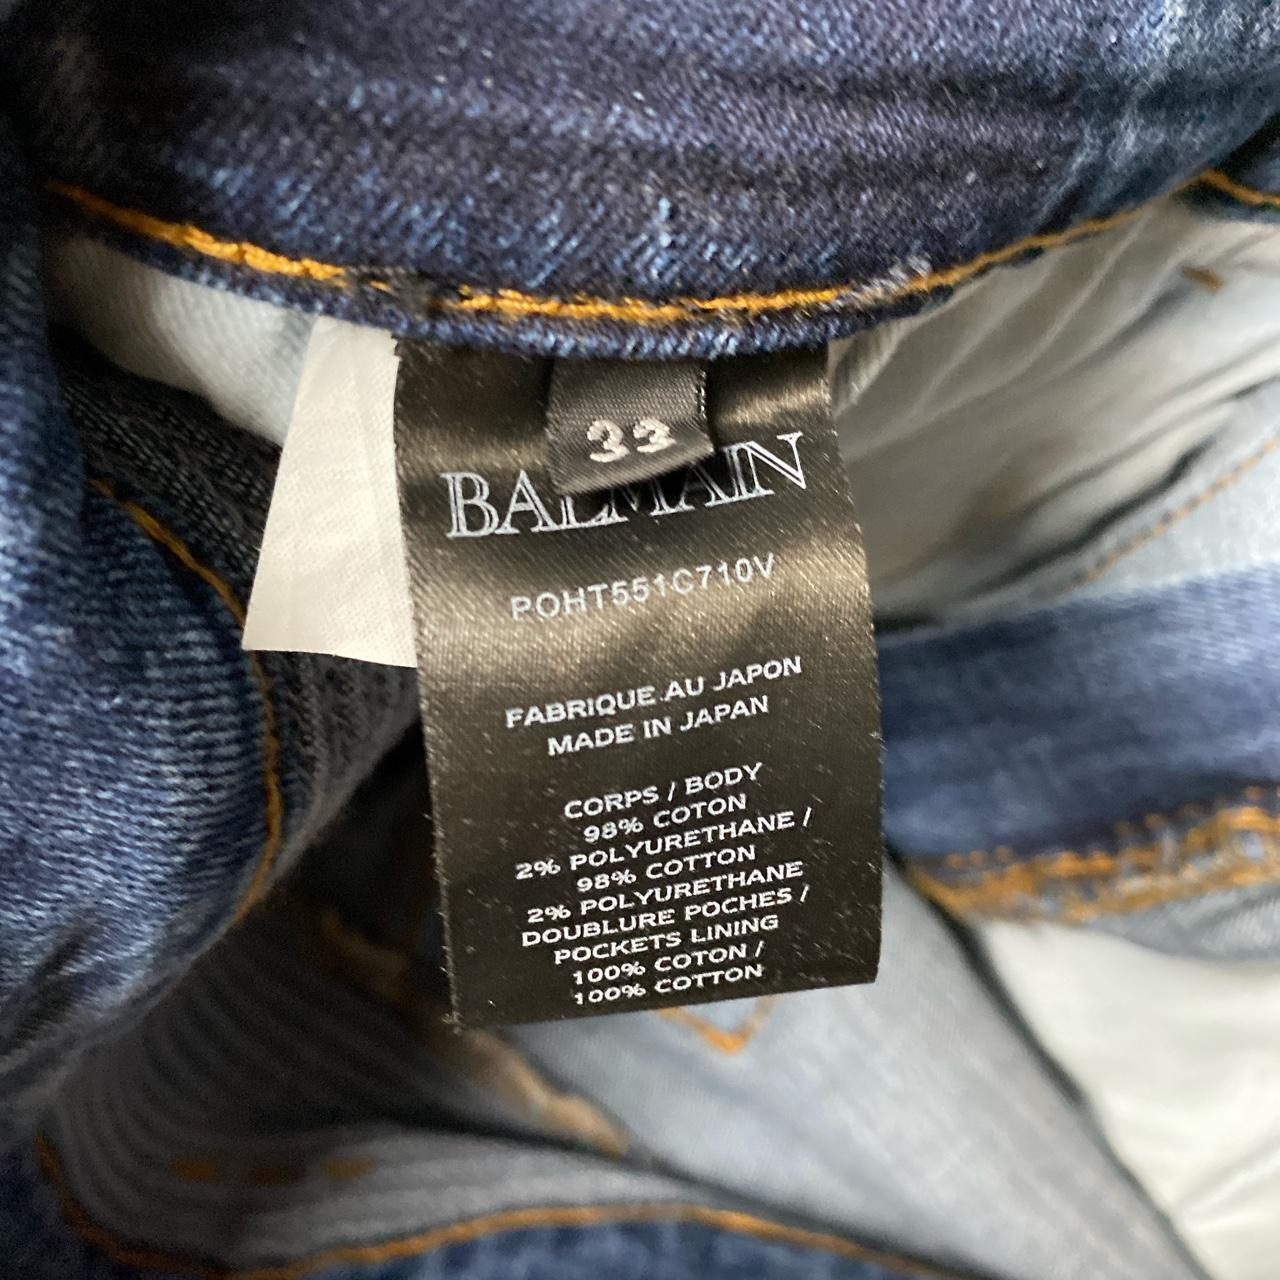 33
BALMAIN
POHT551C710V
FABRIQUE AU JAPON
MADE IN JAPAN
CORPS / BODY
98% COTON
2% POLYURETHANE /
98% COTTON
2% POLYURETHANE
DOUBLURE POCHES /
POCKETS LINING
100% COTON /
100% COTTON